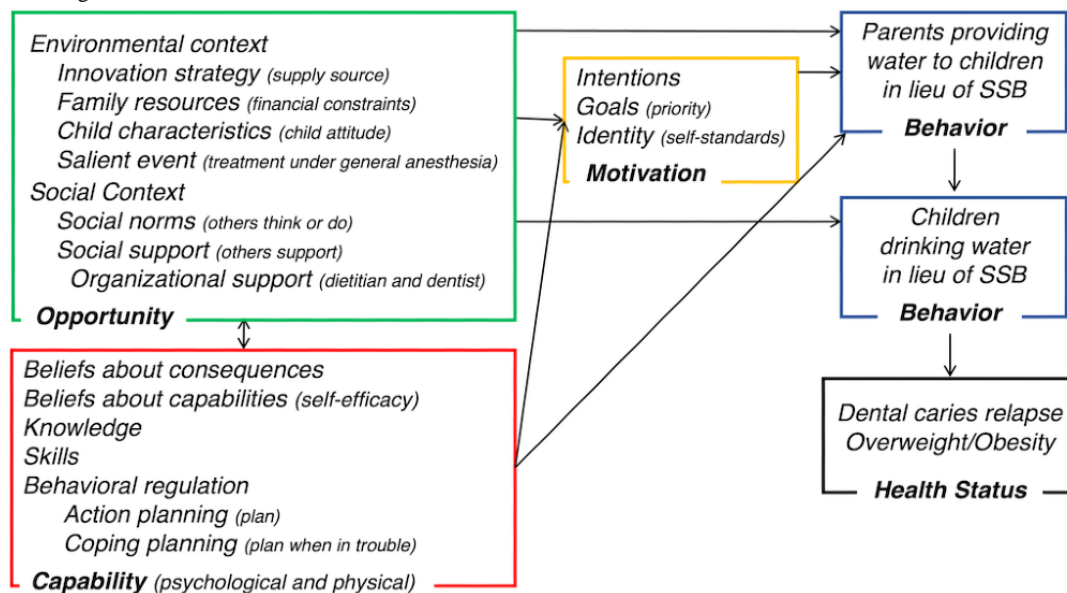 Environmental context
Innovation strategy (supply source)
Family resources (financial constraints)
Child characteristics (child attitude)
Salient event (treatment under general anesthesia)
Social Context
Social norms (others think or do)
Social support (others support)
Organizational support (dietitian and dentist)
Opportunity
Beliefs about consequences
Beliefs about capabilities (self-efficacy)
Knowledge
Skills
Behavioral regulation
Action planning (plan)
Coping planning (plan when in trouble)
Capability (psychological and physical)
Intentions
Goals (priority)
Identity (self-standards)
Motivation
Parents providing
water to children
in lieu of SSB
Behavior
Children
drinking water
in lieu of SSB
Behavior
Dental caries relapse
Overweight/Obesity
Health Status